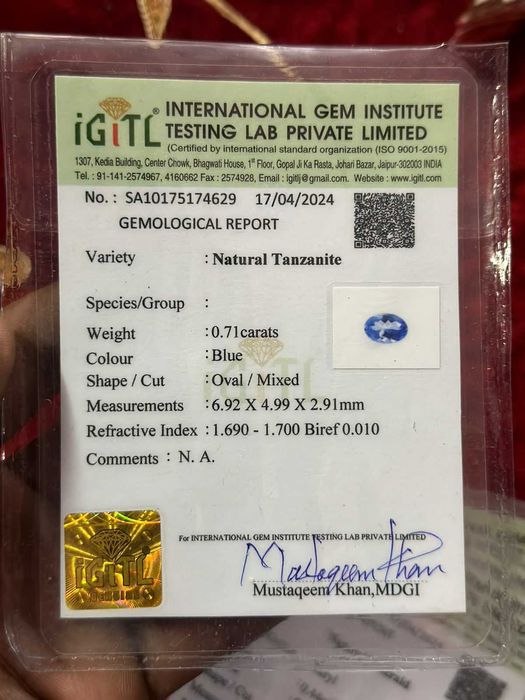 iGiTL®
INTERNATIONAL GEM INSTITUTE
TESTING LAB PRIVATE LIMITED
(Certified by international standard organization (ISO 9001-2015)
1307, Kedia Building, Center Chowk, Bhagwati House, 1st Floor, Gopal Ji Ka Rasta, Johari Bazar, Jaipur-302003 INDIA
Tel. : 91-141-2574967, 4160662 Fax : 2574928, Email : igitlj@gmail.com. Website : www.igitl.com
No. : SA10175174629 17/04/2024
GEMOLOGICAL REPORT
Variety : Natural Tanzanite
Species/Group :
Weight : 0.71carats
Colour : Blue
Shape / Cut : Oval / Mixed
Measurements : 6.92 X 4.99 X 2.91mm
Refractive Index : 1.690 - 1.700 Biref 0.010
Comments : N. A.
iGiTL
GENUINE
For INTERNATIONAL GEM INSTITUTE TESTING LAB PRIVATE LIMITED
Mustaqeem Khan
Mustaqeem Khan,MDGI